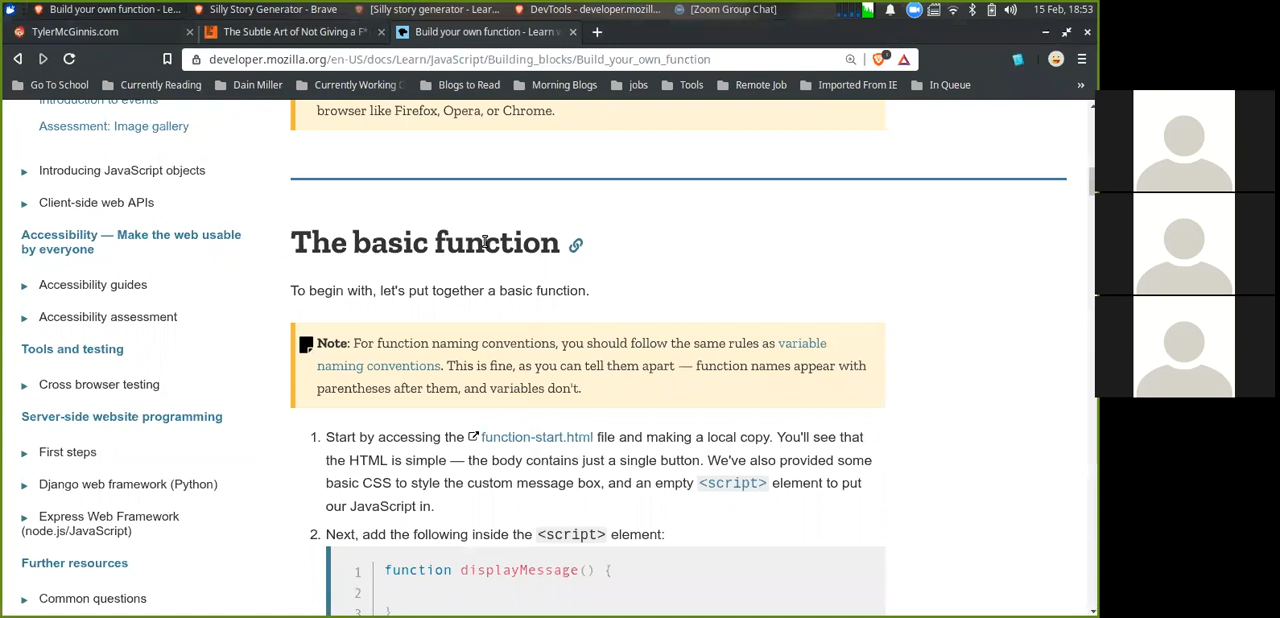 Build your own function - Le...
Silly Story Generator - Brave
[Silly story generator - Lear...
DevTools - developer.mozill...
[Zoom Group Chat]
15 Feb, 18:53
TylerMcGinnis.com
The Subtle Art of Not Giving a F*
Build your own function - Learn
developer.mozilla.org/en-US/docs/Learn/JavaScript/Building_blocks/Build_your_own_function
Go To School
Currently Reading
Dain Miller
Currently Working
Blogs to Read
Morning Blogs
jobs
Tools
Remote Job
Imported From IE
In Queue
»
Introduction to events
Assessment: Image gallery
Introducing JavaScript objects
Client-side web APIs
Accessibility — Make the web usable
by everyone
Accessibility guides
Accessibility assessment
Tools and testing
Cross browser testing
Server-side website programming
First steps
Django web framework (Python)
Express Web Framework
(node.js/JavaScript)
Further resources
Common questions
browser like Firefox, Opera, or Chrome.
The basic function
To begin with, let's put together a basic function.
Note: For function naming conventions, you should follow the same rules as variable
naming conventions. This is fine, as you can tell them apart — function names appear with
parentheses after them, and variables don't.
1. Start by accessing the function-start.html file and making a local copy. You'll see that
the HTML is simple — the body contains just a single button. We've also provided some
basic CSS to style the custom message box, and an empty <script> element to put
our JavaScript in.
2. Next, add the following inside the <script> element:
1 function displayMessage() {
2
3 }